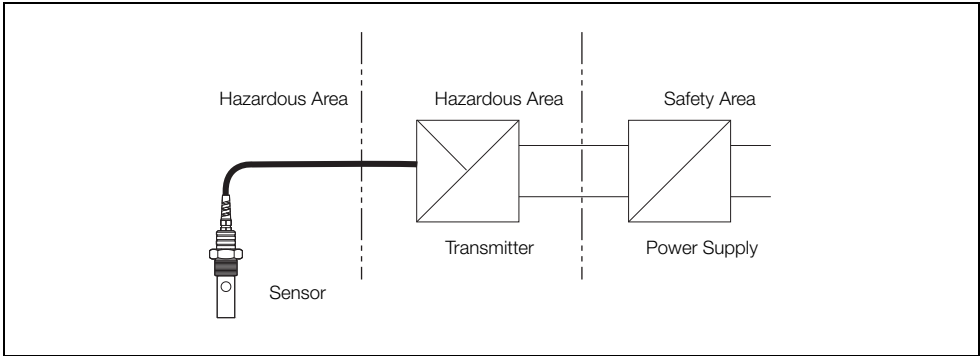 Hazardous Area
Hazardous Area
Safety Area
Transmitter
Power Supply
Sensor